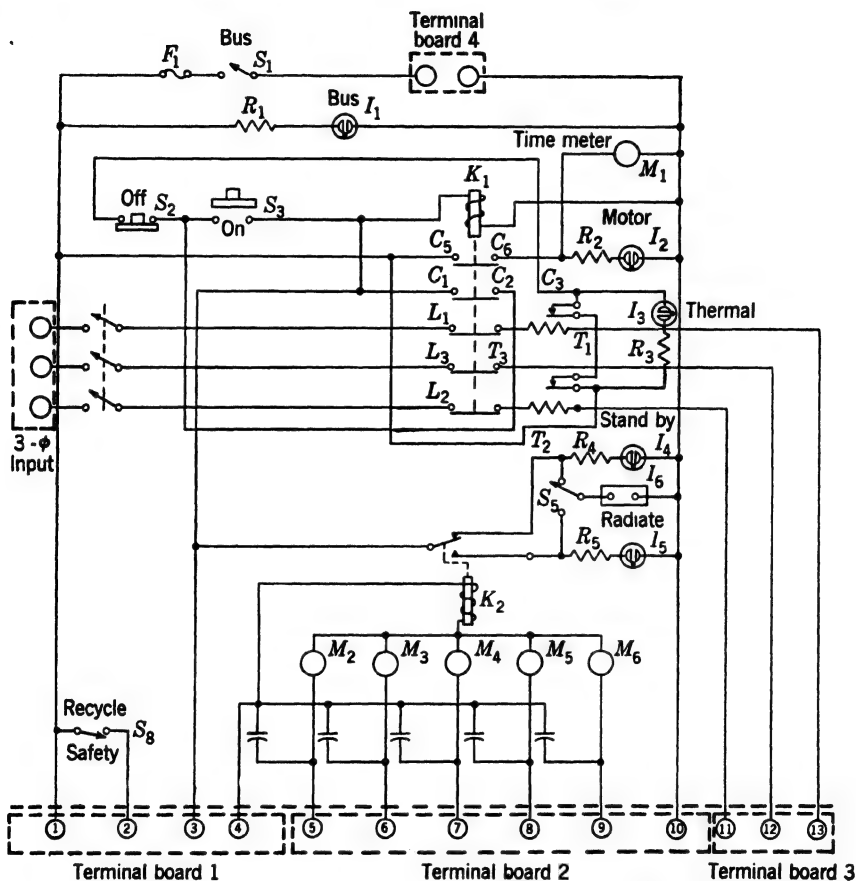 Terminal
board 4
Bus
F₁
S₁
R₁
Bus
I₁
Time meter
M₁
K₁
Off
S₂
S₃
On
Motor
C₅
C₆
R₂
I₂
C₁
C₂
C₃
I₃
Thermal
L₁
T₁
R₃
L₃
T₃
L₂
3-φ
Input
Stand by
T₂
R₄
I₄
I₆
S₅
Radiate
R₅
I₅
K₂
M₂
M₃
M₄
M₅
M₆
Recycle
S₈
Safety
1 2 3 4 5 6 7 8 9 10 11 12 13
Terminal board 1
Terminal board 2
Terminal board 3